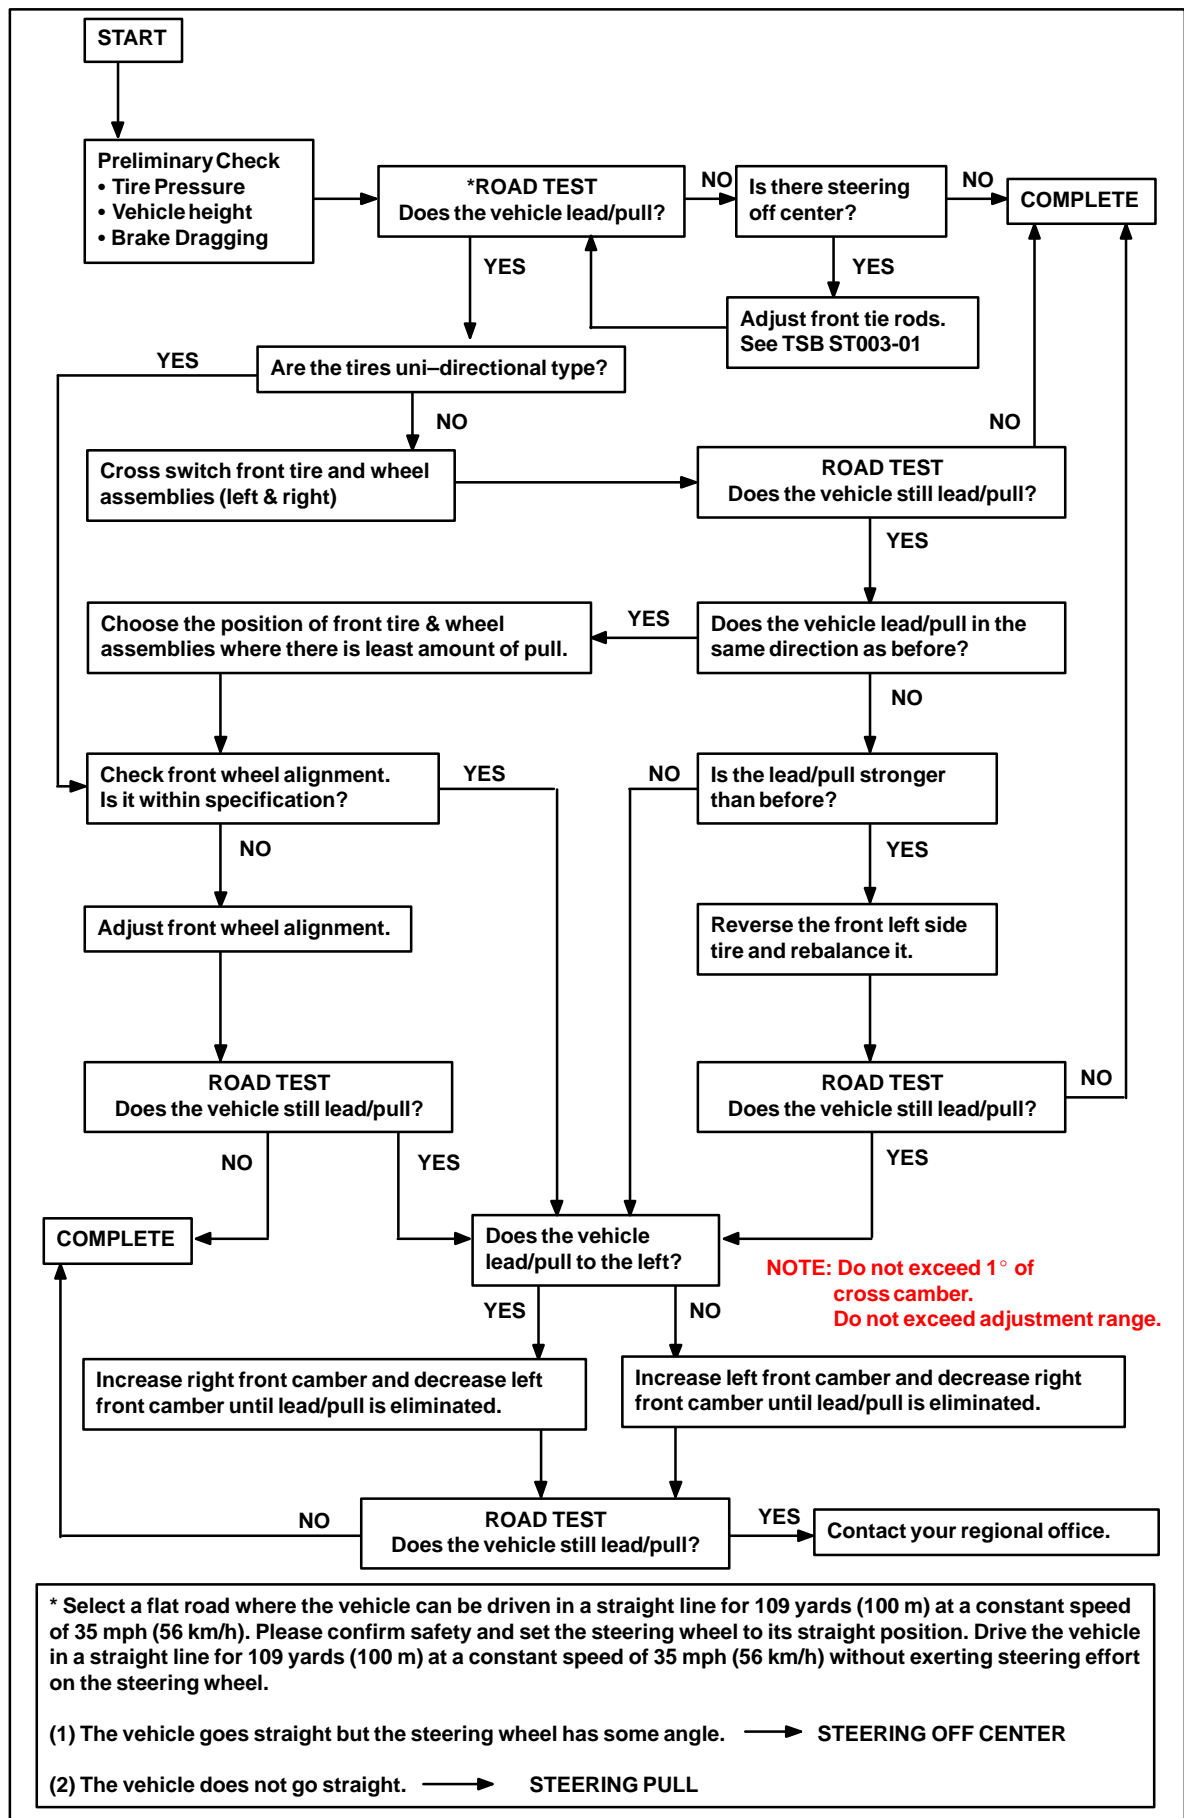 START
Preliminary Check
• Tire Pressure
• Vehicle height
• Brake Dragging
*ROAD TEST
Does the vehicle lead/pull?
NO
Is there steering
off center?
NO
COMPLETE
YES
YES
Adjust front tie rods.
See TSB ST003-01
YES
Are the tires uni–directional type?
NO
NO
Cross switch front tire and wheel
assemblies (left & right)
ROAD TEST
Does the vehicle still lead/pull?
YES
Choose the position of front tire & wheel
assemblies where there is least amount of pull.
YES
Does the vehicle lead/pull in the
same direction as before?
NO
Check front wheel alignment.
Is it within specification?
YES
NO
Is the lead/pull stronger
than before?
NO
YES
Adjust front wheel alignment.
Reverse the front left side
tire and rebalance it.
ROAD TEST
Does the vehicle still lead/pull?
ROAD TEST
Does the vehicle still lead/pull?
NO
NO
YES
YES
COMPLETE
Does the vehicle
lead/pull to the left?
NOTE: Do not exceed 1° of
cross camber.
Do not exceed adjustment range.
YES
NO
Increase right front camber and decrease left
front camber until lead/pull is eliminated.
Increase left front camber and decrease right
front camber until lead/pull is eliminated.
NO
ROAD TEST
Does the vehicle still lead/pull?
YES
Contact your regional office.
* Select a flat road where the vehicle can be driven in a straight line for 109 yards (100 m) at a constant speed
of 35 mph (56 km/h). Please confirm safety and set the steering wheel to its straight position. Drive the vehicle
in a straight line for 109 yards (100 m) at a constant speed of 35 mph (56 km/h) without exerting steering effort
on the steering wheel.
(1) The vehicle goes straight but the steering wheel has some angle. → STEERING OFF CENTER
(2) The vehicle does not go straight. → STEERING PULL